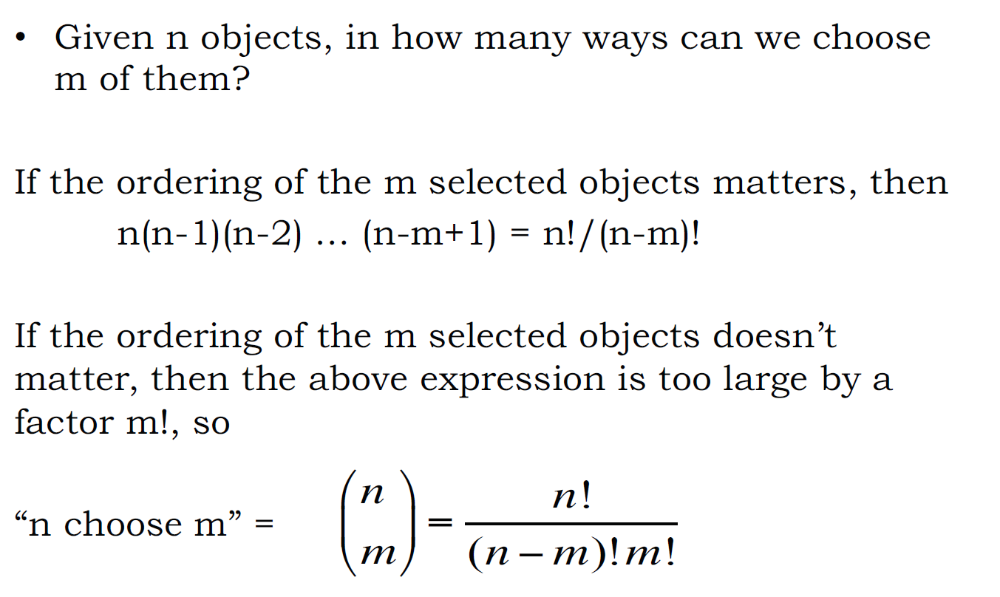 • Given n objects, in how many ways can we choose
m of them?
If the ordering of the m selected objects matters, then
n(n-1)(n-2) … (n-m+1) = n!/(n-m)!
If the ordering of the m selected objects doesn’t
matter, then the above expression is too large by a
factor m!, so
“n choose m” = (n m) = n! / (n – m)! m!